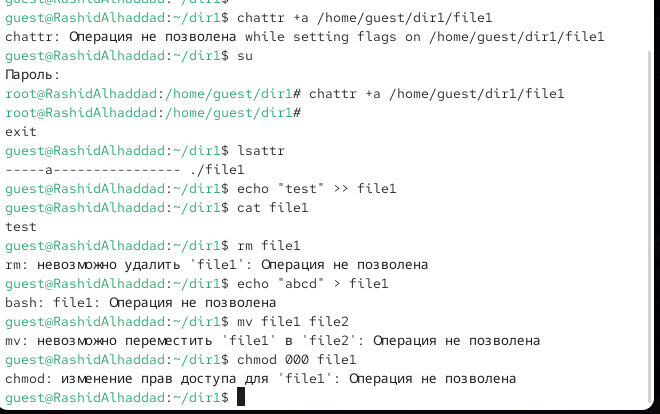 guest@RashidAlhaddad:~/dir1$ chattr +a /home/guest/dir1/file1
chattr: Операция не позволена while setting flags on /home/guest/dir1/file1
guest@RashidAlhaddad:~/dir1$ su
Пароль:
root@RashidAlhaddad:/home/guest/dir1# chattr +a /home/guest/dir1/file1
root@RashidAlhaddad:/home/guest/dir1#
exit
guest@RashidAlhaddad:~/dir1$ lsattr
-----a---------------- ./file1
guest@RashidAlhaddad:~/dir1$ echo "test" >> file1
guest@RashidAlhaddad:~/dir1$ cat file1
test
guest@RashidAlhaddad:~/dir1$ rm file1
rm: невозможно удалить 'file1': Операция не позволена
guest@RashidAlhaddad:~/dir1$ echo "abcd" > file1
bash: file1: Операция не позволена
guest@RashidAlhaddad:~/dir1$ mv file1 file2
mv: невозможно переместить 'file1' в 'file2': Операция не позволена
guest@RashidAlhaddad:~/dir1$ chmod 000 file1
chmod: изменение прав доступа для 'file1': Операция не позволена
guest@RashidAlhaddad:~/dir1$